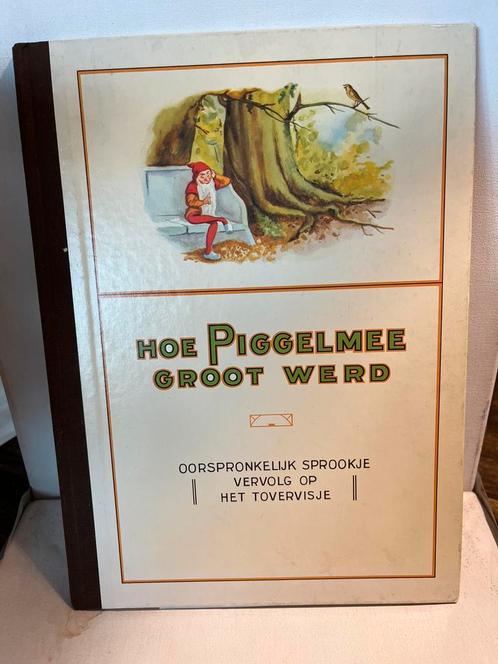 HOE PIGGELMEE
GROOT WERD
OORSPRONKELIJK SPROOKJE
VERVOLG OP
HET TOVERVISJE